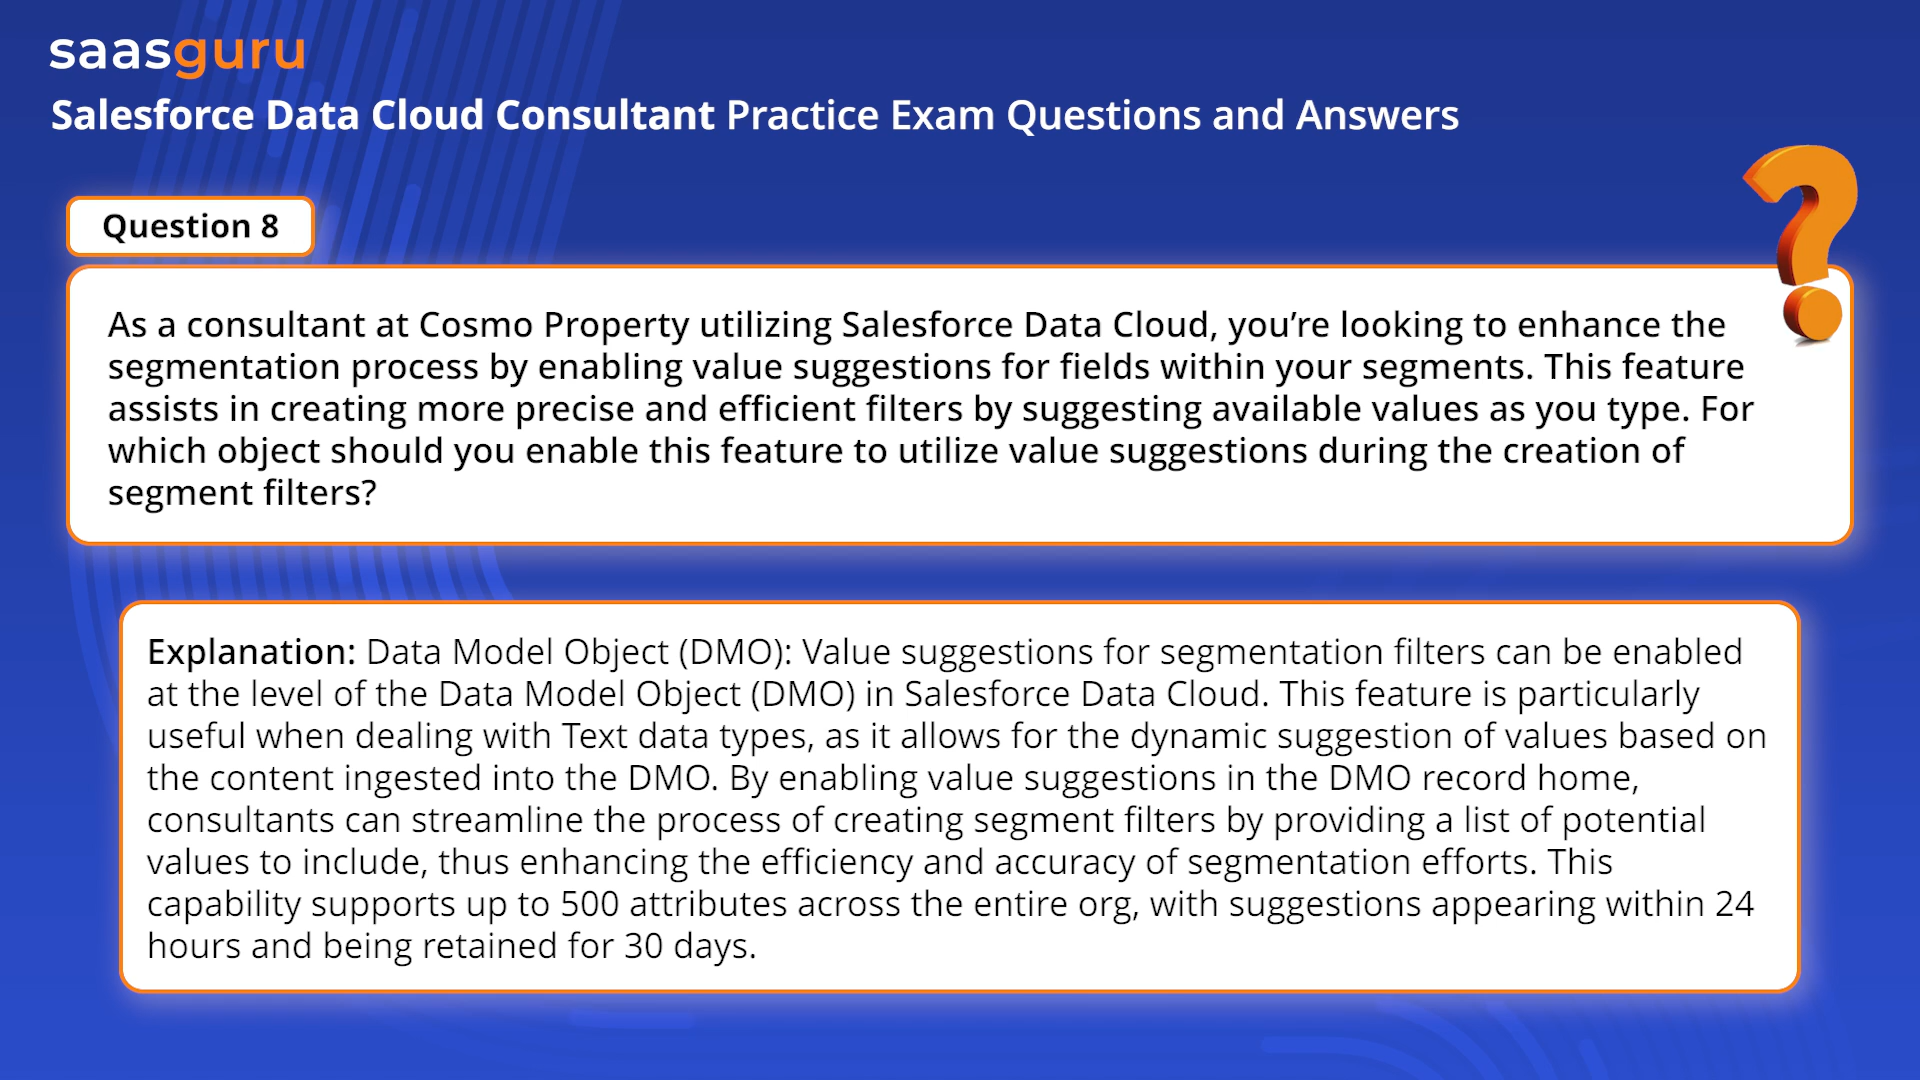 saasguru
Salesforce Data Cloud Consultant Practice Exam Questions and Answers
Question 8
As a consultant at Cosmo Property utilizing Salesforce Data Cloud, you’re looking to enhance the
segmentation process by enabling value suggestions for fields within your segments. This feature
assists in creating more precise and efficient filters by suggesting available values as you type. For
which object should you enable this feature to utilize value suggestions during the creation of
segment filters?
Explanation: Data Model Object (DMO): Value suggestions for segmentation filters can be enabled
at the level of the Data Model Object (DMO) in Salesforce Data Cloud. This feature is particularly
useful when dealing with Text data types, as it allows for the dynamic suggestion of values based on
the content ingested into the DMO. By enabling value suggestions in the DMO record home,
consultants can streamline the process of creating segment filters by providing a list of potential
values to include, thus enhancing the efficiency and accuracy of segmentation efforts. This
capability supports up to 500 attributes across the entire org, with suggestions appearing within 24
hours and being retained for 30 days.